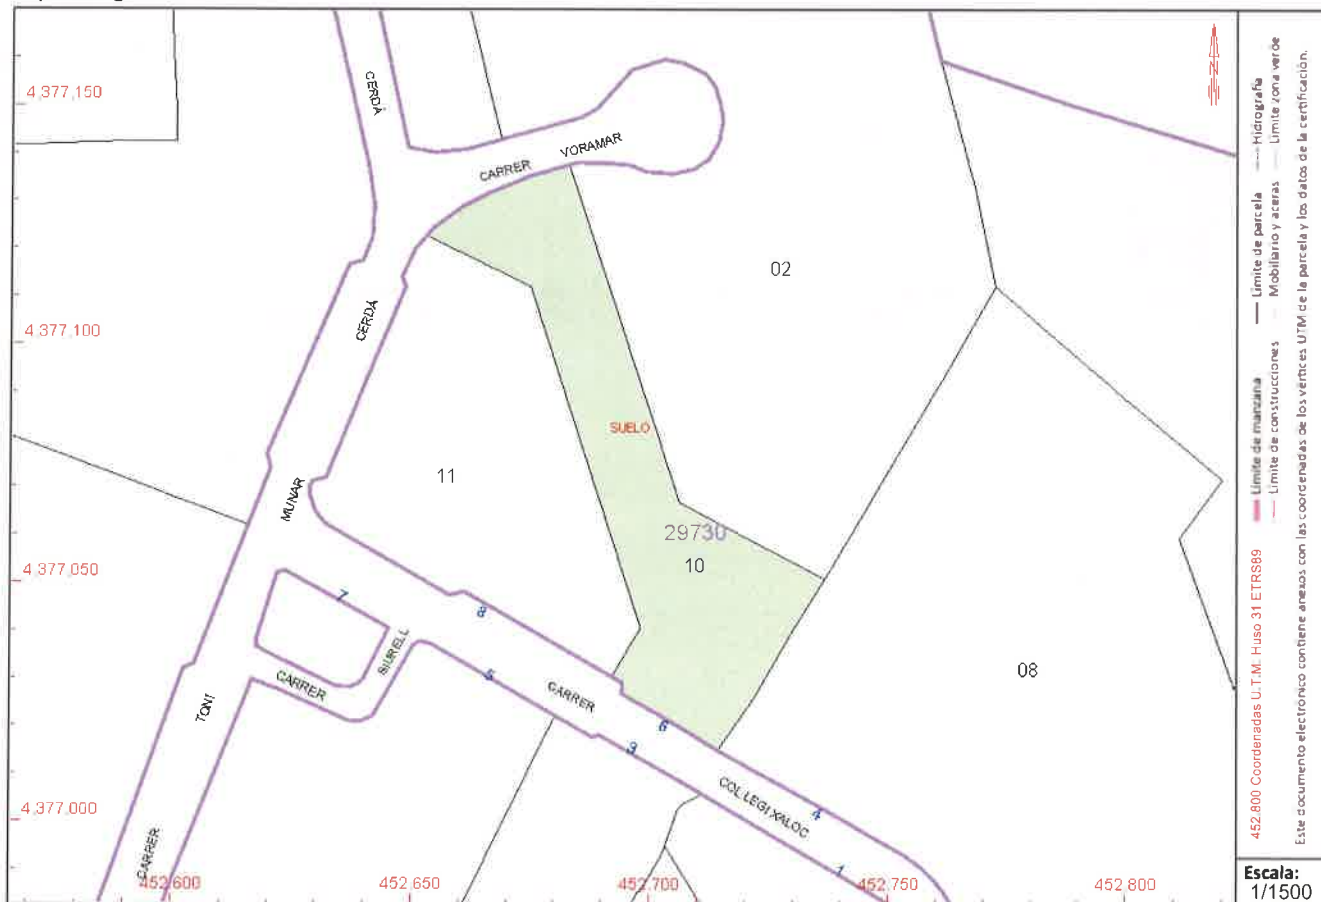 4,377,150
4,377,100
4,377,050
4,377,000
452,600
452,650
452,700
452,750
452,800
CERDÀ
CARRER VORAMAR
CERDÀ
02
SUELO
11
MUNAR
29730
10
7
8
SIURELL
5
CARRER
CARRER
08
TONI
6
3
COL.LEGI XALOC
4
CARRER
1
N
452.800 Coordenadas U.T.M. Huso 31 ETRS89
Límite de manzana
Límite de parcela
Hidrografía
Límite de construcciones
Mobiliario y aceras
Límite zona verde
Este documento electrónico contiene anexos con las coordenadas de los vértices UTM de la parcela y los datos de la certificación.
Escala:
1/1500